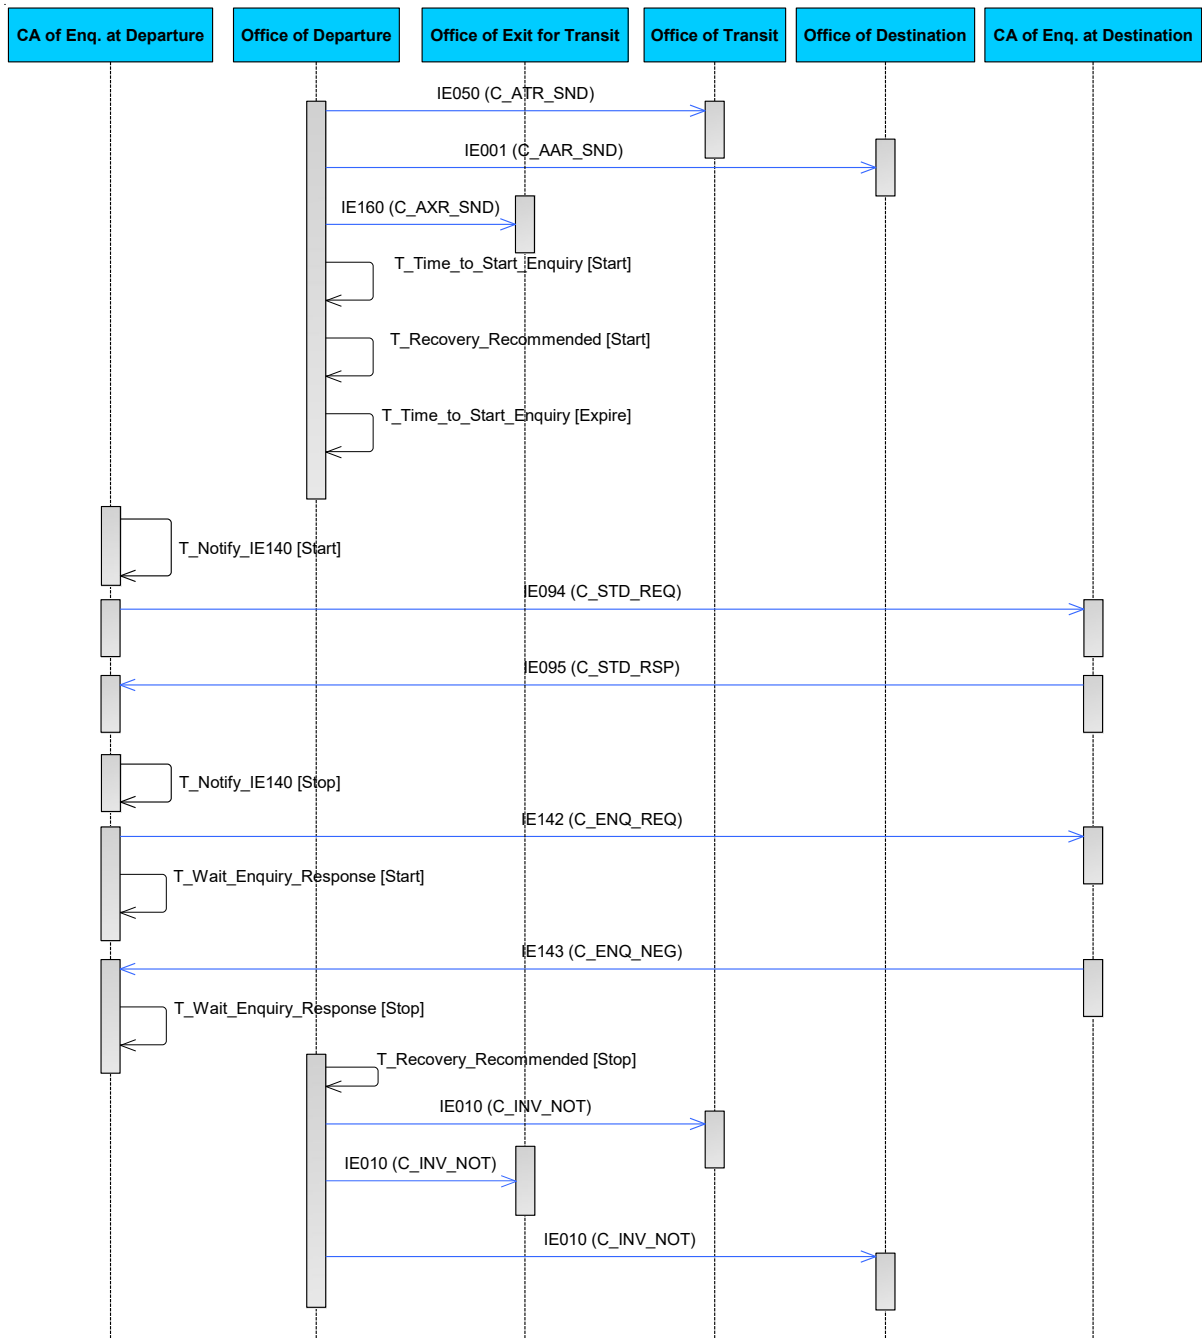 CA of Enq. at Departure
Office of Departure
Office of Exit for Transit
Office of Transit
Office of Destination
CA of Enq. at Destination
IE050 (C_ATR_SND)
IE001 (C_AAR_SND)
IE160 (C_AXR_SND)
T_Time_to_Start_Enquiry [Start]
T_Recovery_Recommended [Start]
T_Time_to_Start_Enquiry [Expire]
T_Notify_IE140 [Start]
IE094 (C_STD_REQ)
IE095 (C_STD_RSP)
T_Notify_IE140 [Stop]
IE142 (C_ENQ_REQ)
T_Wait_Enquiry_Response [Start]
IE143 (C_ENQ_NEG)
T_Wait_Enquiry_Response [Stop]
T_Recovery_Recommended [Stop]
IE010 (C_INV_NOT)
IE010 (C_INV_NOT)
IE010 (C_INV_NOT)